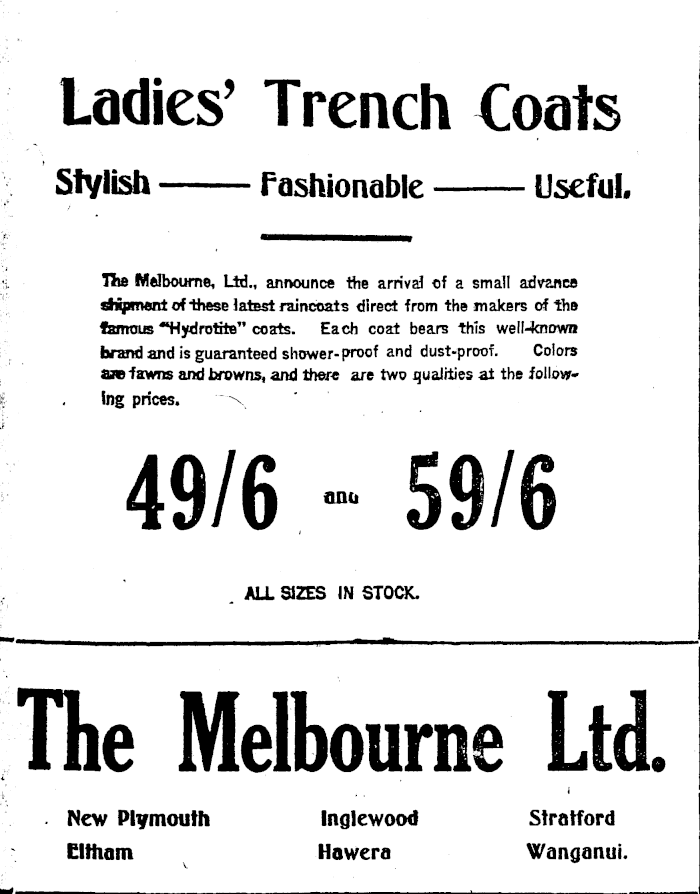 Ladies' Trench Coats
Stylish —— Fashionable —— Useful.
The Melbourne, Ltd., announce the arrival of a small advance
shipment of these latest raincoats direct from the makers of the
famous "Hydrotite" coats. Each coat bears this well-known
brand and is guaranteed shower-proof and dust-proof. Colors
are fawns and browns, and there are two qualities at the follow-
ing prices.
49/6 and 59/6
ALL SIZES IN STOCK.
The Melbourne Ltd.
New Plymouth Inglewood Stratford
Eltham Hawera Wanganui.